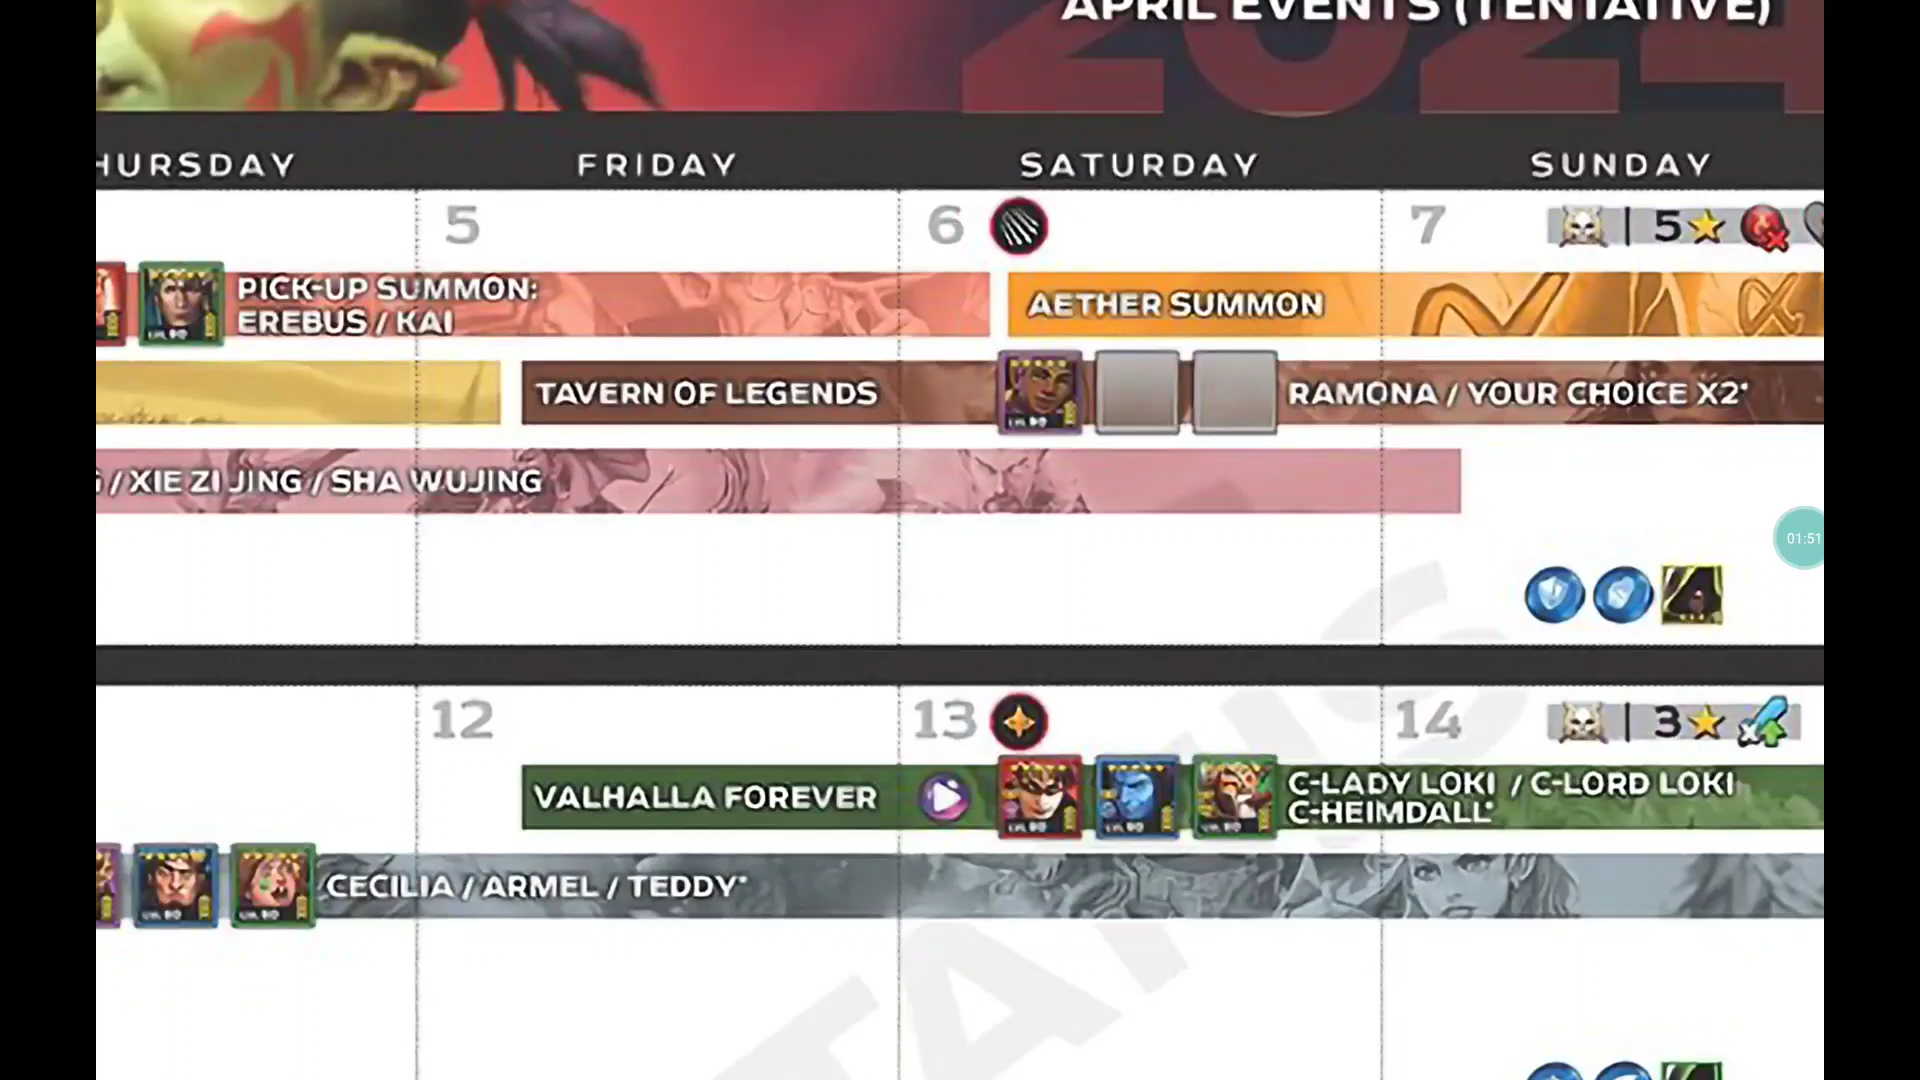 APRIL EVENTS (TENTATIVE)
2024
HURSDAY FRIDAY SATURDAY SUNDAY
5 6 7 | 5
PICK-UP SUMMON:
EREBUS / KAI
AETHER SUMMON
TAVERN OF LEGENDS RAMONA / YOUR CHOICE X2*
/ XIE ZI JING / SHA WUJING
01:51
12 13 14 | 3
VALHALLA FOREVER
C-LADY LOKI / C-LORD LOKI
C-HEIMDALL*
CECILIA / ARMEL / TEDDY*